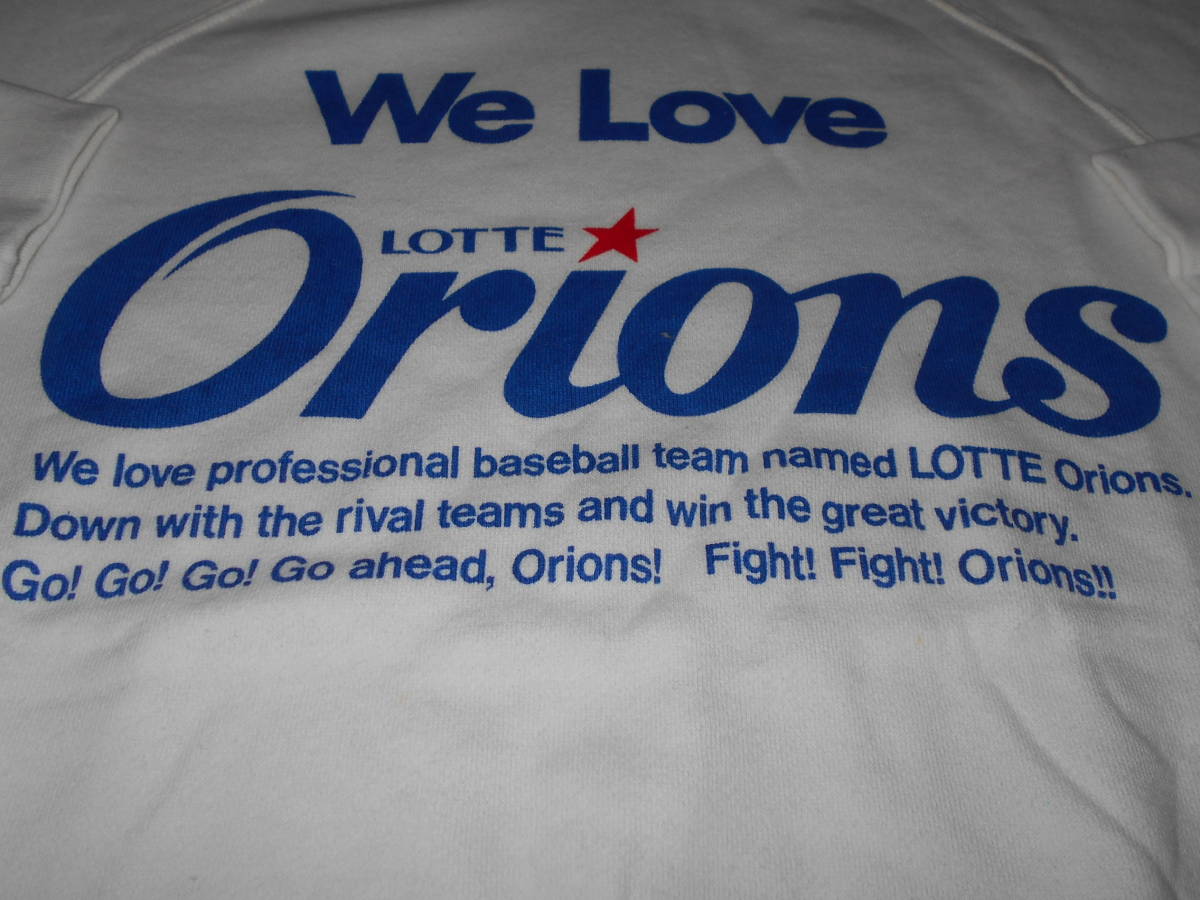 We Love
LOTTE
Orions
We love professional baseball team named LOTTE Orions.
Down with the rival teams and win the great victory.
Go! Go! Go! Go ahead, Orions! Fight! Fight! Orions!!